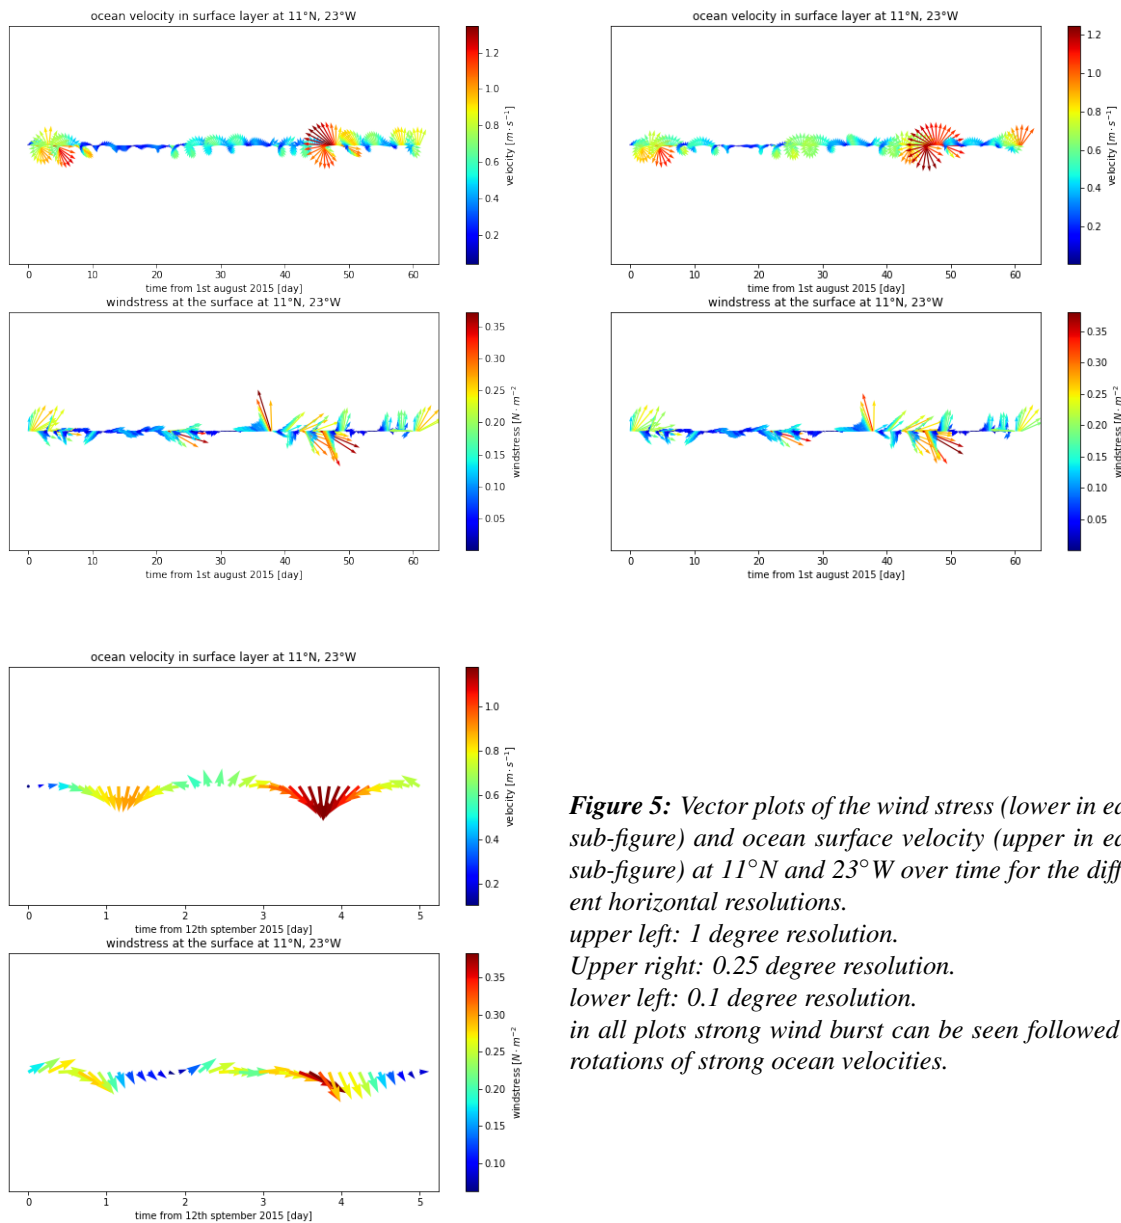 ocean velocity in surface layer at 11°N, 23°W
1.2
1.0
0.8
0.6
0.4
0.2
velocity [m · s⁻¹]
0 10 20 30 40 50 60
time from 1st august 2015 [day]
windstress at the surface at 11°N, 23°W
0.35
0.30
0.25
0.20
0.15
0.10
0.05
windstress [N · m⁻²
0 10 20 30 40 50 60
time from 1st august 2015 [day]
ocean velocity in surface layer at 11°N, 23°W
1.2
1.0
0.8
0.6
0.4
0.2
velocity [m · s⁻¹]
0 10 20 30 40 50 60
time from 1st august 2015 [day]
windstress at the surface at 11°N, 23°W
0.35
0.30
0.25
0.20
0.15
0.10
0.05
windstress [N · m⁻²
0 10 20 30 40 50 60
time from 1st august 2015 [day]
ocean velocity in surface layer at 11°N, 23°W
1.0
0.8
0.6
0.4
0.2
velocity [m · s⁻¹]
0 1 2 3 4 5
time from 12th sptember 2015 [day]
windstress at the surface at 11°N, 23°W
0.35
0.30
0.25
0.20
0.15
0.10
windstress [N · m⁻²
0 1 2 3 4 5
time from 12th sptember 2015 [day]
Figure 5: Vector plots of the wind stress (lower in
sub-figure) and ocean surface velocity (upper in
sub-figure) at 11°N and 23°W over time for the
ent horizontal resolutions.
upper left: 1 degree resolution.
Upper right: 0.25 degree resolution.
lower left: 0.1 degree resolution.
in all plots strong wind burst can be seen followed
rotations of strong ocean velocities.